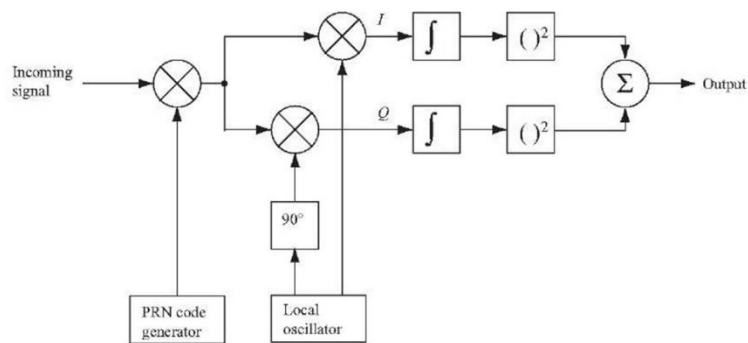 Incoming
signal
I
∫
( )²
Σ
Output
Q
∫
( )²
90°
PRN code
generator
Local
oscillator